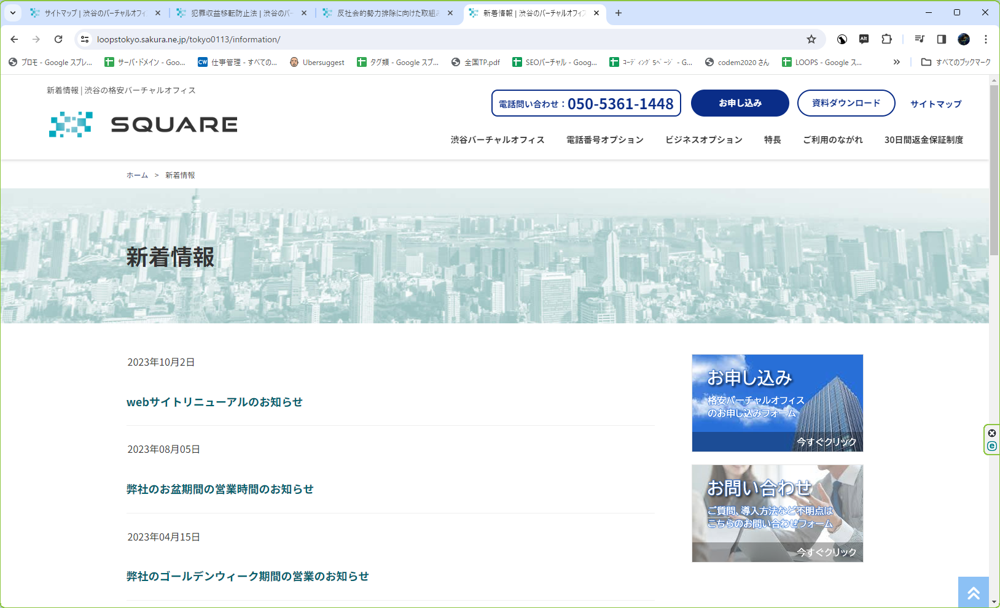 サイトマップ | 渋谷のバーチャルオフィ
犯罪収益移転防止法 | 渋谷のバー
反社会的勢力排除に向けた取組み
新着情報 | 渋谷のバーチャルオフィス
loopstokyo.sakura.ne.jp/tokyo0113/information/
Alt
プロモ - Google スプレ...
サーバ・ドメイン - Goo...
CW 仕事管理 - すべての...
Ubersuggest
タグ類 - Google スプ...
全国TP.pdf
SEOバーチャル - Goog...
ｺｰﾃﾞｨﾝｸﾞ 5ﾍﾟｰｼﾞ - G...
codem2020 さん
LOOPS - Google ス...
すべてのブックマーク
新着情報 | 渋谷の格安バーチャルオフィス
SQUARE
電話問い合わせ：050-5361-1448
お申し込み
資料ダウンロード
サイトマップ
渋谷バーチャルオフィス
電話番号オプション
ビジネスオプション
特長
ご利用のながれ
30日間返金保証制度
ホーム > 新着情報
新着情報
2023年10月2日
webサイトリニューアルのお知らせ
2023年08月05日
弊社のお盆期間の営業時間のお知らせ
2023年04月15日
弊社のゴールデンウィーク期間の営業のお知らせ
お申し込み
格安バーチャルオフィス
のお申し込みフォーム
今すぐクリック
お問い合わせ
ご質問、導入方法など不明点は
こちらのお問い合わせフォーム
今すぐクリック